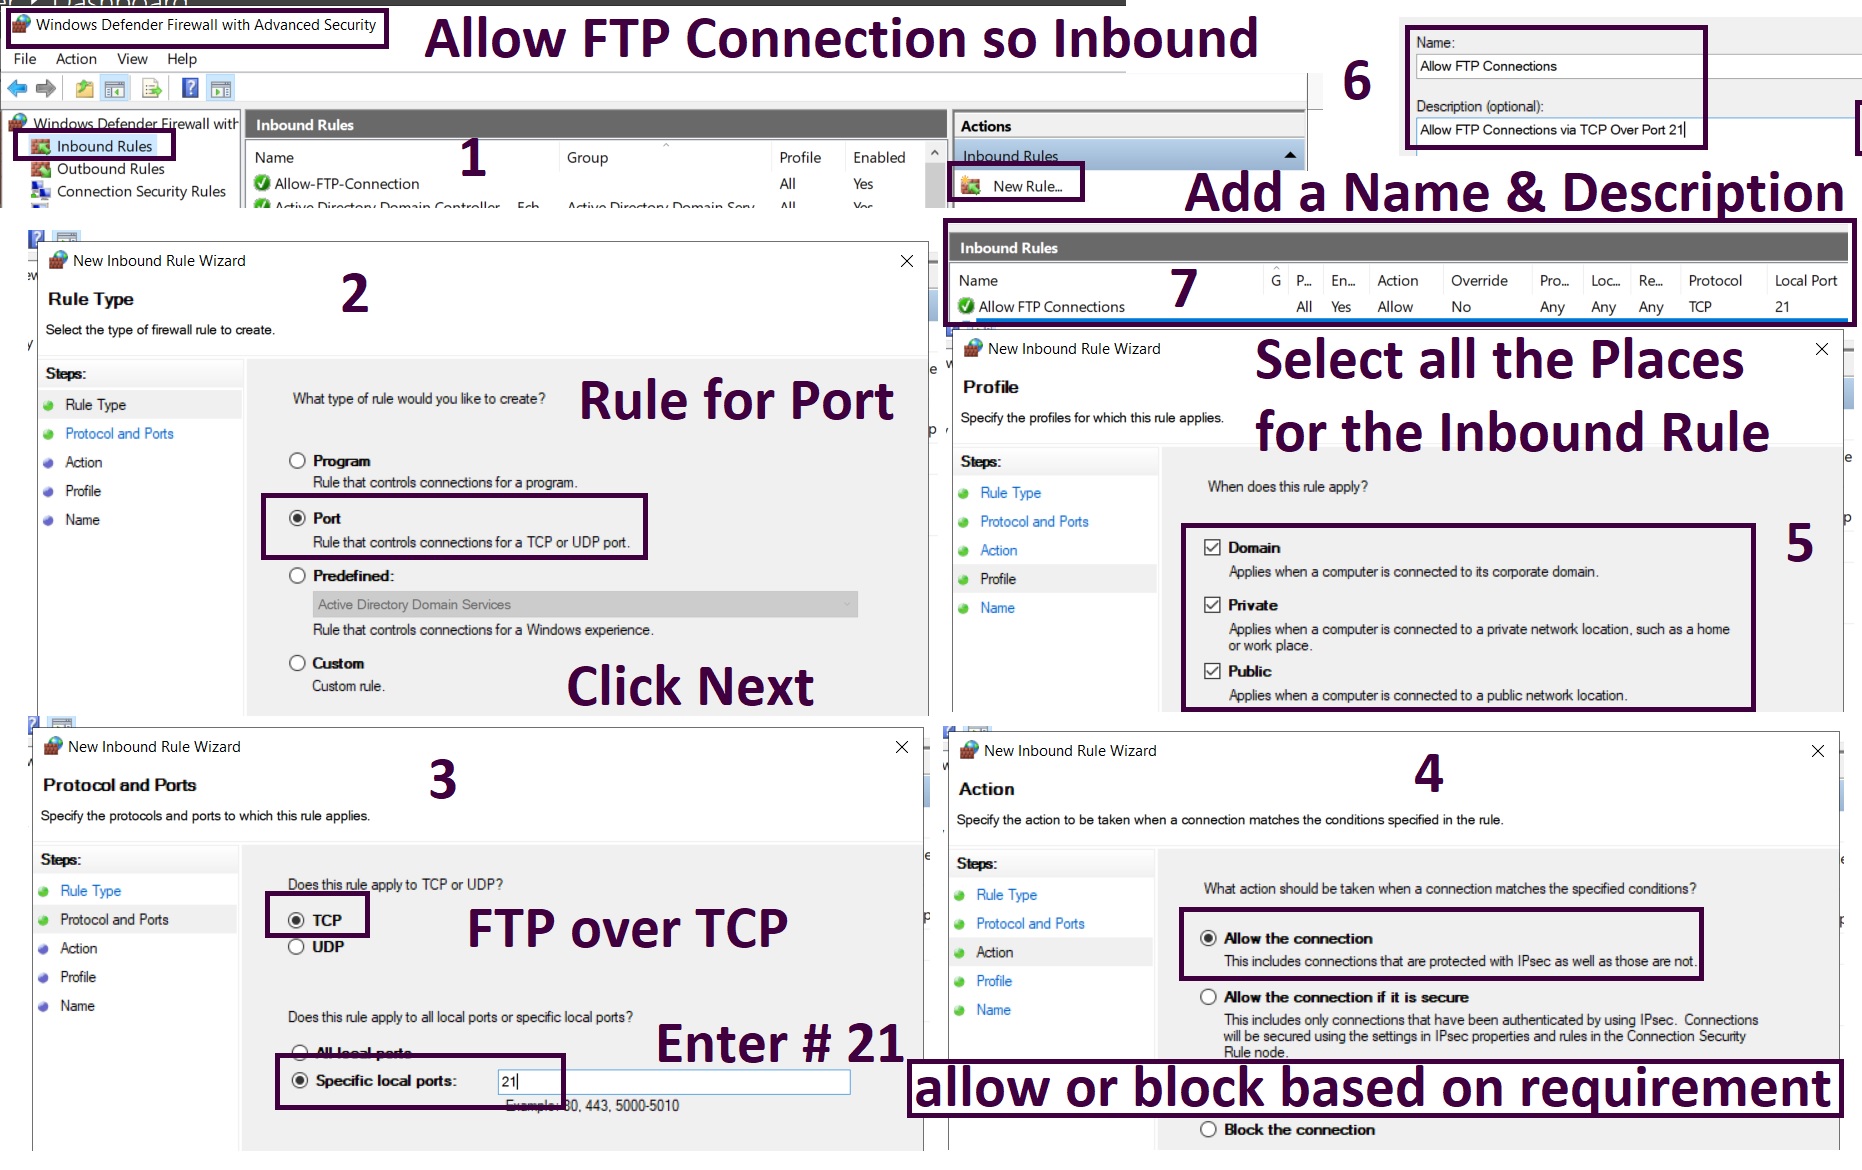 Dashboard
Windows Defender Firewall with Advanced Security
Allow FTP Connection so Inbound
File Action View Help
Windows Defender Firewall with
Inbound Rules
Outbound Rules
Connection Security Rules
Inbound Rules
1
Name Group Profile Enabled
Allow-FTP-Connection All Yes
Active Directory Domain Controller Ech Active Directory Domain Serv All Yes
Actions
Inbound Rules
New Rule...
6
Name:
Allow FTP Connections
Description (optional):
Allow FTP Connections via TCP Over Port 21
Add a Name & Description
Inbound Rules
7
Name G P... En... Action Override Pro... Loc... Re... Protocol Local Port
Allow FTP Connections All Yes Allow No Any Any Any TCP 21
New Inbound Rule Wizard
2
Rule Type
Select the type of firewall rule to create.
Steps:
Rule Type
Protocol and Ports
Action
Profile
Name
What type of rule would you like to create?
Rule for Port
Program
Rule that controls connections for a program.
Port
Rule that controls connections for a TCP or UDP port.
Predefined:
Active Directory Domain Services
Rule that controls connections for a Windows experience.
Custom
Custom rule.
Click Next
New Inbound Rule Wizard
Select all the Places
for the Inbound Rule
Profile
Specify the profiles for which this rule applies.
Steps:
Rule Type
Protocol and Ports
Action
Profile
Name
When does this rule apply?
5
Domain
Applies when a computer is connected to its corporate domain.
Private
Applies when a computer is connected to a private network location, such as a home
or work place.
Public
Applies when a computer is connected to a public network location.
New Inbound Rule Wizard
3
Protocol and Ports
Specify the protocols and ports to which this rule applies.
Steps:
Rule Type
Protocol and Ports
Action
Profile
Name
Does this rule apply to TCP or UDP?
TCP
UDP
FTP over TCP
Does this rule apply to all local ports or specific local ports?
Enter # 21
All local ports
Specific local ports: 21
Example: 80, 443, 5000-5010
New Inbound Rule Wizard
4
Action
Specify the action to be taken when a connection matches the conditions specified in the rule.
Steps:
Rule Type
Protocol and Ports
Action
Profile
Name
What action should be taken when a connection matches the specified conditions?
Allow the connection
This includes connections that are protected with IPsec as well as those are not.
Allow the connection if it is secure
This includes only connections that have been authenticated by using IPsec. Connections
will be secured using the settings in IPsec properties and rules in the Connection Security
Rule node.
allow or block based on requirement
Block the connection